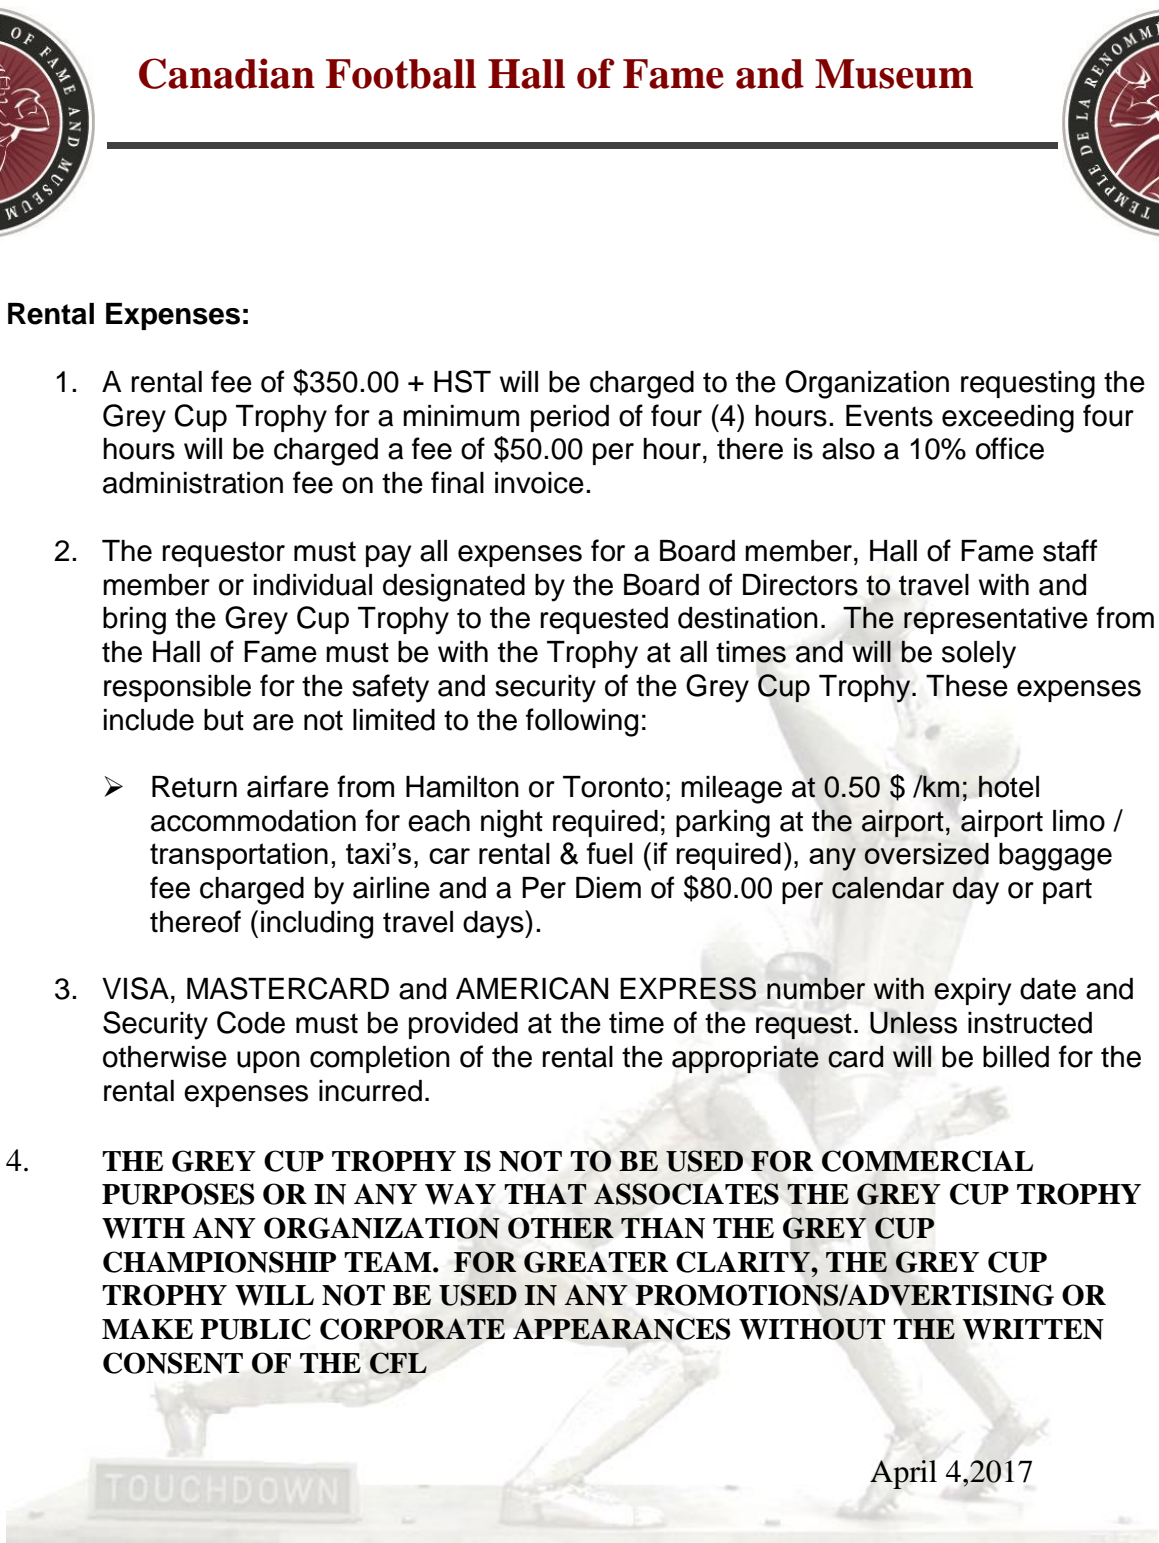 OF FAME AND MUSEUM
Canadian Football Hall of Fame and Museum
TEMPLE DE LA RENOMM
Rental Expenses:
1. A rental fee of $350.00 + HST will be charged to the Organization requesting the
Grey Cup Trophy for a minimum period of four (4) hours. Events exceeding four
hours will be charged a fee of $50.00 per hour, there is also a 10% office
administration fee on the final invoice.
2. The requestor must pay all expenses for a Board member, Hall of Fame staff
member or individual designated by the Board of Directors to travel with and
bring the Grey Cup Trophy to the requested destination.  The representative from
the Hall of Fame must be with the Trophy at all times and will be solely
responsible for the safety and security of the Grey Cup Trophy. These expenses
include but are not limited to the following:
➢ Return airfare from Hamilton or Toronto; mileage at 0.50 $ /km; hotel
accommodation for each night required; parking at the airport, airport limo /
transportation, taxi’s, car rental & fuel (if required), any oversized baggage
fee charged by airline and a Per Diem of $80.00 per calendar day or part
thereof (including travel days).
3. VISA, MASTERCARD and AMERICAN EXPRESS number with expiry date and
Security Code must be provided at the time of the request. Unless instructed
otherwise upon completion of the rental the appropriate card will be billed for the
rental expenses incurred.
4. THE GREY CUP TROPHY IS NOT TO BE USED FOR COMMERCIAL
PURPOSES OR IN ANY WAY THAT ASSOCIATES THE GREY CUP TROPHY
WITH ANY ORGANIZATION OTHER THAN THE GREY CUP
CHAMPIONSHIP TEAM.  FOR GREATER CLARITY, THE GREY CUP
TROPHY WILL NOT BE USED IN ANY PROMOTIONS/ADVERTISING OR
MAKE PUBLIC CORPORATE APPEARANCES WITHOUT THE WRITTEN
CONSENT OF THE CFL
April 4,2017
TOUCHDOWN